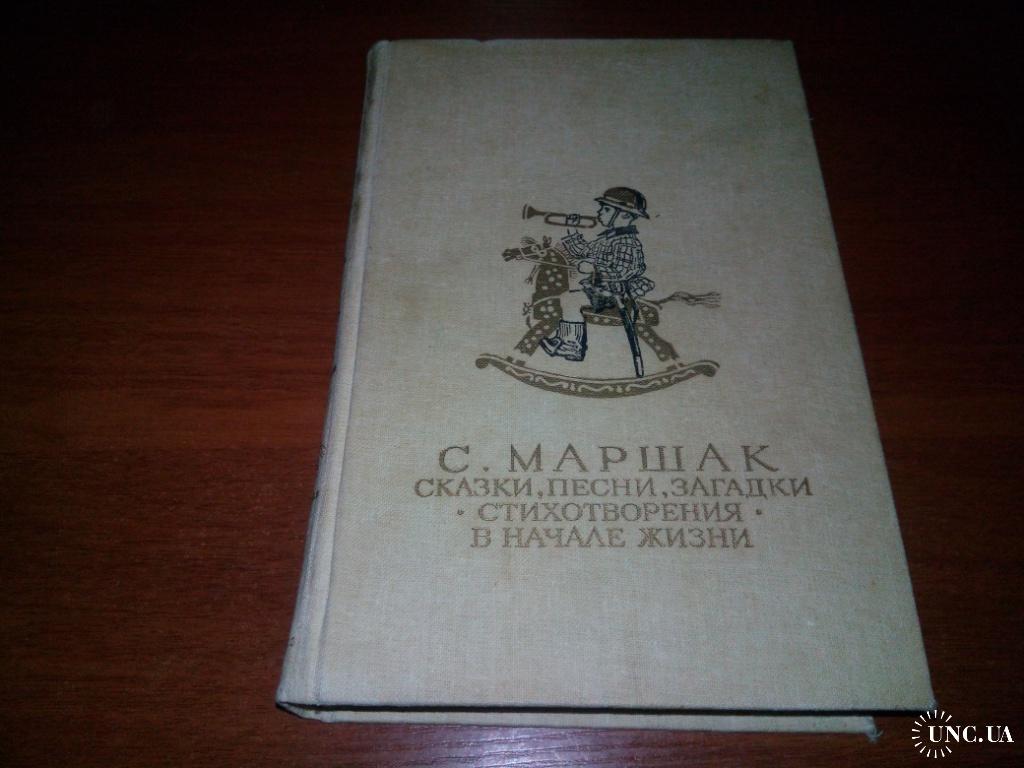 С. МАРШАК
СКАЗКИ, ПЕСНИ, ЗАГАДКИ
· СТИХОТВОРЕНИЯ ·
В НАЧАЛЕ ЖИЗНИ
UNC.UA